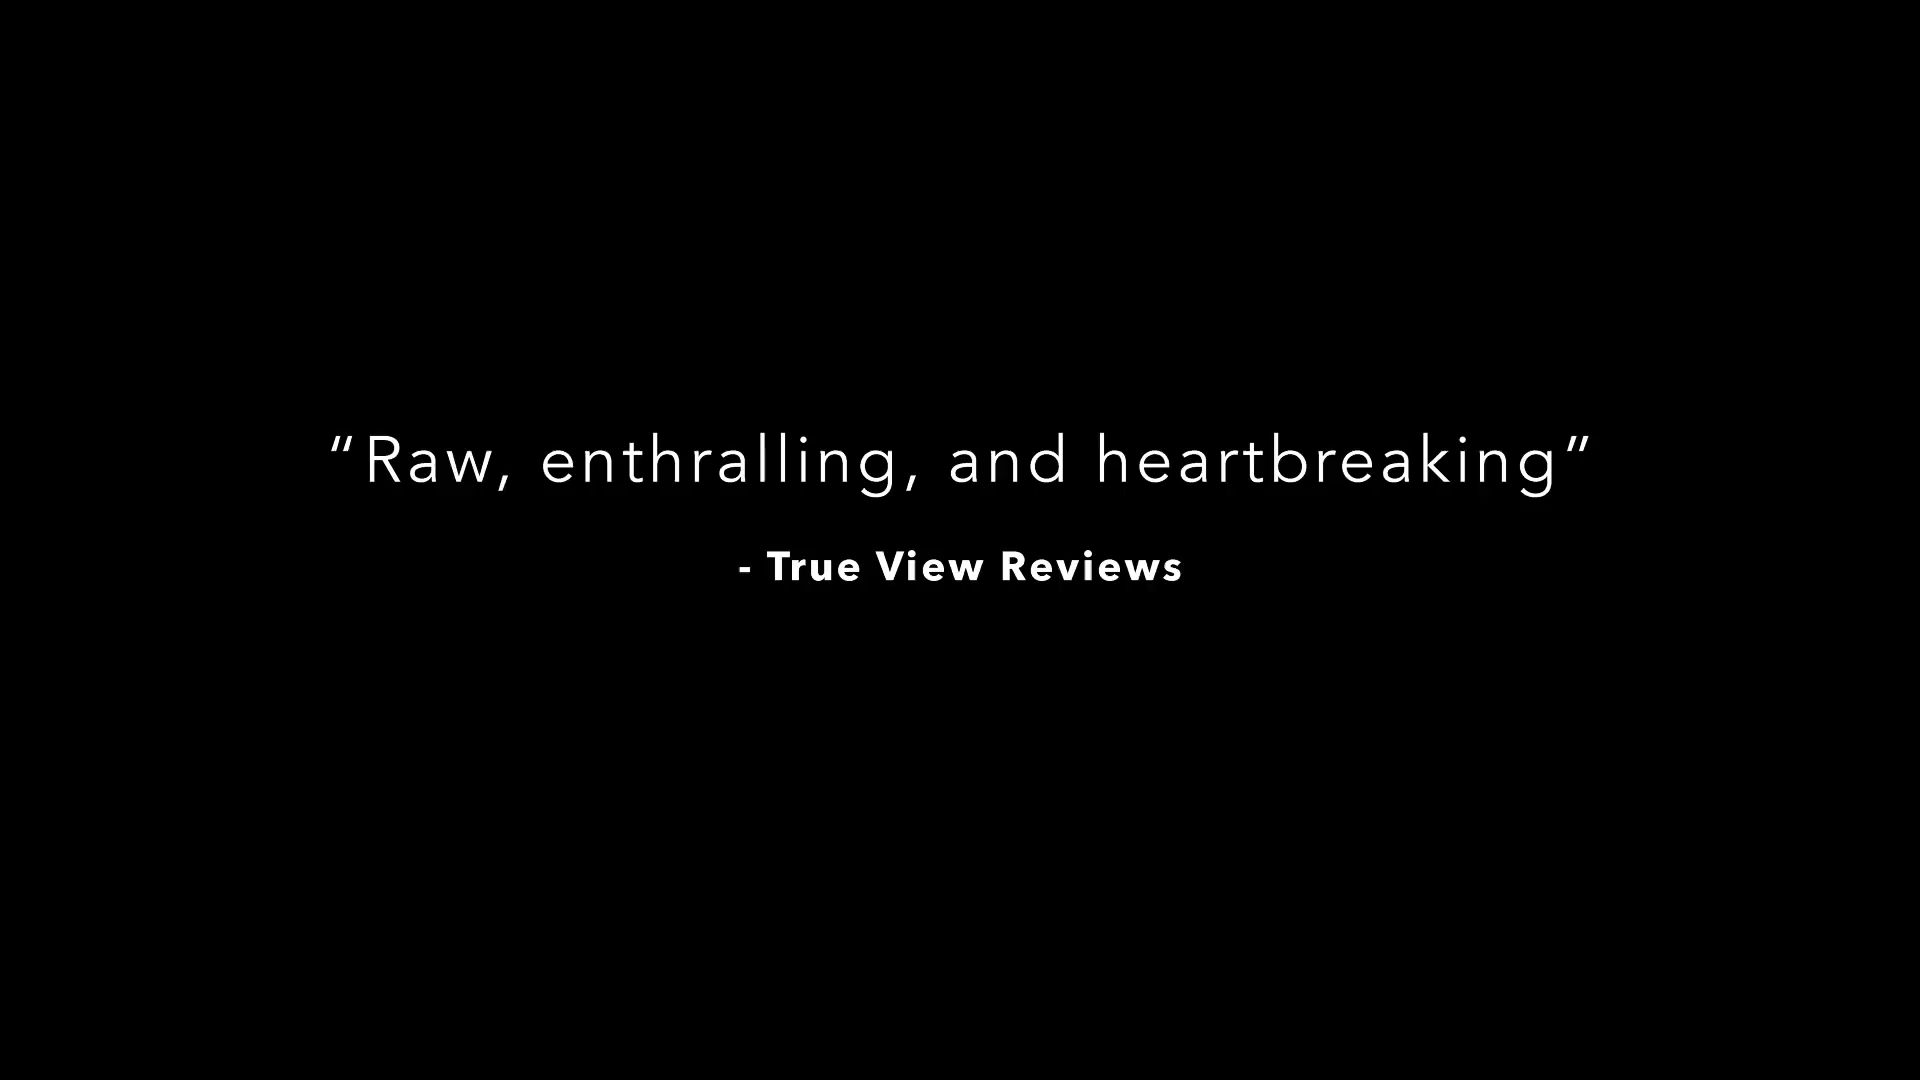 “Raw, enthralling, and heartbreaking”
- True View Reviews